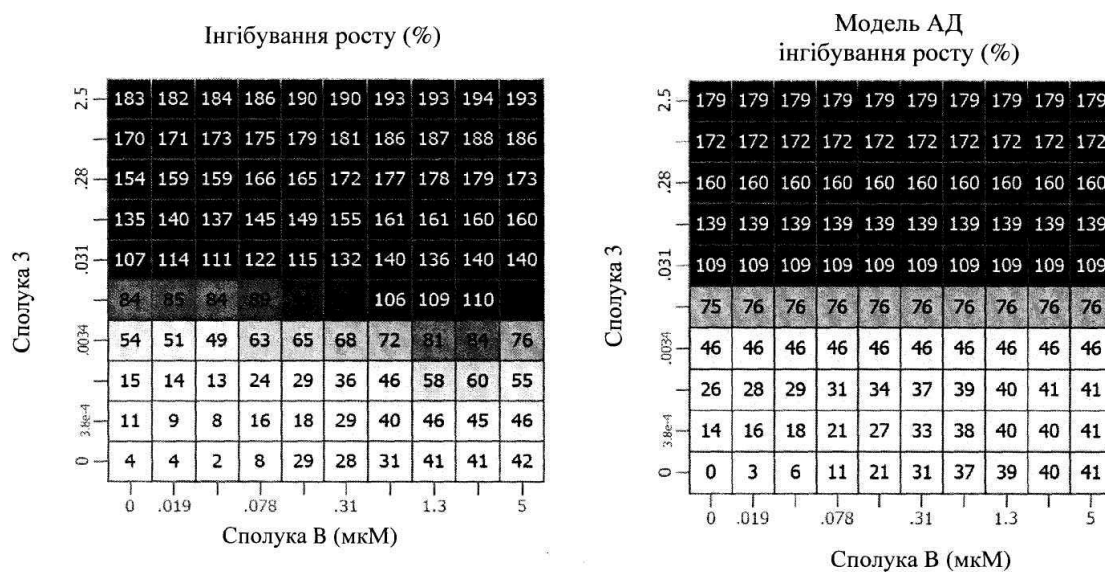 Інгібування росту (%)
2.5 183 182 184 186 190 190 193 193 194 193
170 171 173 175 179 181 186 187 188 186
.28 154 159 159 166 165 172 177 178 179 173
135 140 137 145 149 155 161 161 160 160
.031 107 114 111 122 115 132 140 136 140 140
84 85 84 89 106 109 110
.0034 54 51 49 63 65 68 72 81 84 76
15 14 13 24 29 36 46 58 60 55
3.8e-4 11 9 8 16 18 29 40 46 45 46
0 4 4 2 8 29 28 31 41 41 42
0 .019 .078 .31 1.3 5
Сполука 3
Сполука В (мкМ)
Модель АД
інгібування росту (%)
2.5 179 179 179 179 179 179 179 179 179 179
172 172 172 172 172 172 172 172 172 172
.28 160 160 160 160 160 160 160 160 160 160
139 139 139 139 139 139 139 139 139 139
.031 109 109 109 109 109 109 109 109 109 109
75 76 76 76 76 76 76 76 76 76
.0034 46 46 46 46 46 46 46 46 46 46
26 28 29 31 34 37 39 40 41 41
3.8e-4 14 16 18 21 27 33 38 40 40 41
0 0 3 6 11 21 31 37 39 40 41
0 .019 .078 .31 1.3 5
Сполука 3
Сполука В (мкМ)